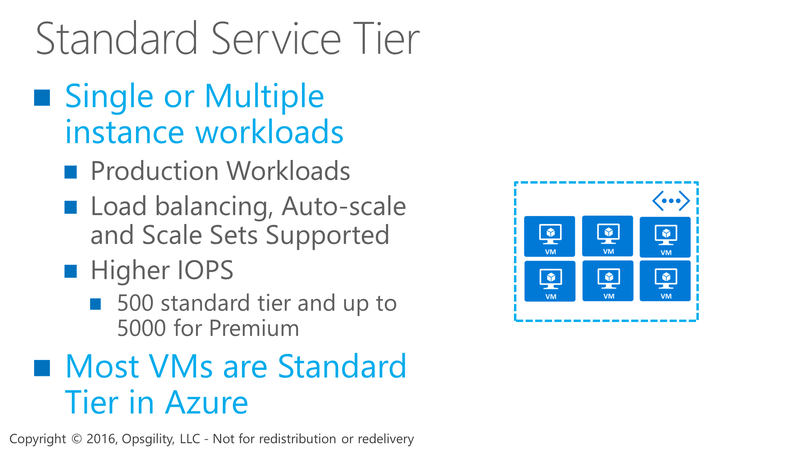 Standard Service Tier
Single or Multiple
instance workloads
Production Workloads
Load balancing, Auto-scale
and Scale Sets Supported
Higher IOPS
500 standard tier and up to
5000 for Premium
Most VMs are Standard
Tier in Azure
VM VM VM
VM VM VM
Copyright © 2016, Opsgility, LLC - Not for redistribution or redelivery